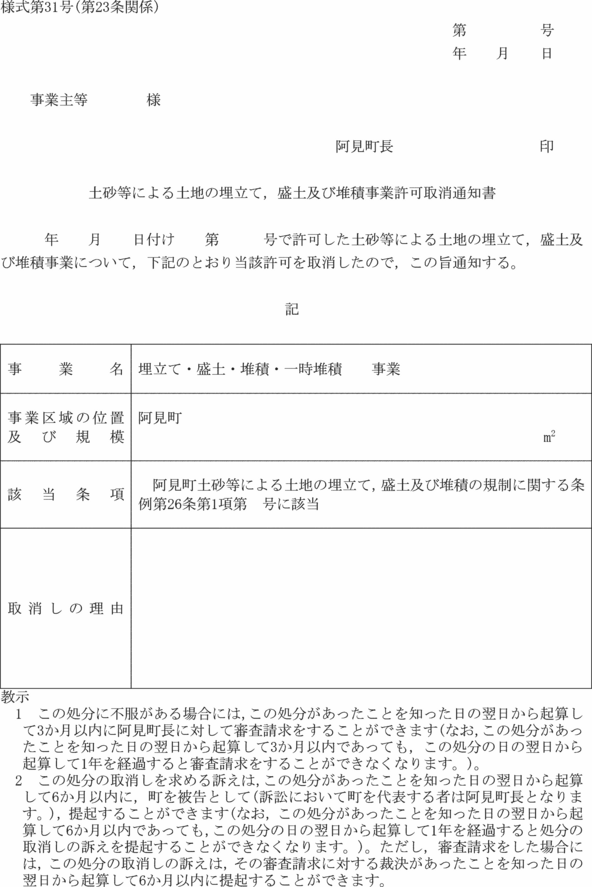 様式第31号(第23条関係)
第　　　　　号
年　　月　　日
事業主等　　　　様
阿見町長　　　　　　　　　　印
土砂等による土地の埋立て，盛土及び堆積事業許可取消通知書
年　　月　　日付け　　第　　　号で許可した土砂等による土地の埋立て，盛土及
び堆積事業について，下記のとおり当該許可を取消したので，この旨通知する。
記
事業名　埋立て・盛土・堆積・一時堆積　　事業
事業区域の位置　阿見町
及び規模　㎡
阿見町土砂等による土地の埋立て，盛土及び堆積の規制に関する条
該当条項
例第26条第1項第　号に該当
取消しの理由
教示
1　この処分に不服がある場合には，この処分があったことを知った日の翌日から起算し
て3か月以内に阿見町長に対して審査請求をすることができます(なお，この処分があっ
たことを知った日の翌日から起算して3か月以内であっても，この処分の日の翌日から
起算して1年を経過すると審査請求をすることができなくなります。)。
2　この処分の取消しを求める訴えは，この処分があったことを知った日の翌日から起算
して6か月以内に，町を被告として(訴訟において町を代表する者は阿見町長となりま
す。)，提起することができます(なお，この処分があったことを知った日の翌日から起
算して6か月以内であっても，この処分の日の翌日から起算して1年を経過すると処分の
取消しの訴えを提起することができなくなります。)。ただし，審査請求をした場合に
は，この処分の取消しの訴えは，その審査請求に対する裁決があったことを知った日の
翌日から起算して6か月以内に提起することができます。